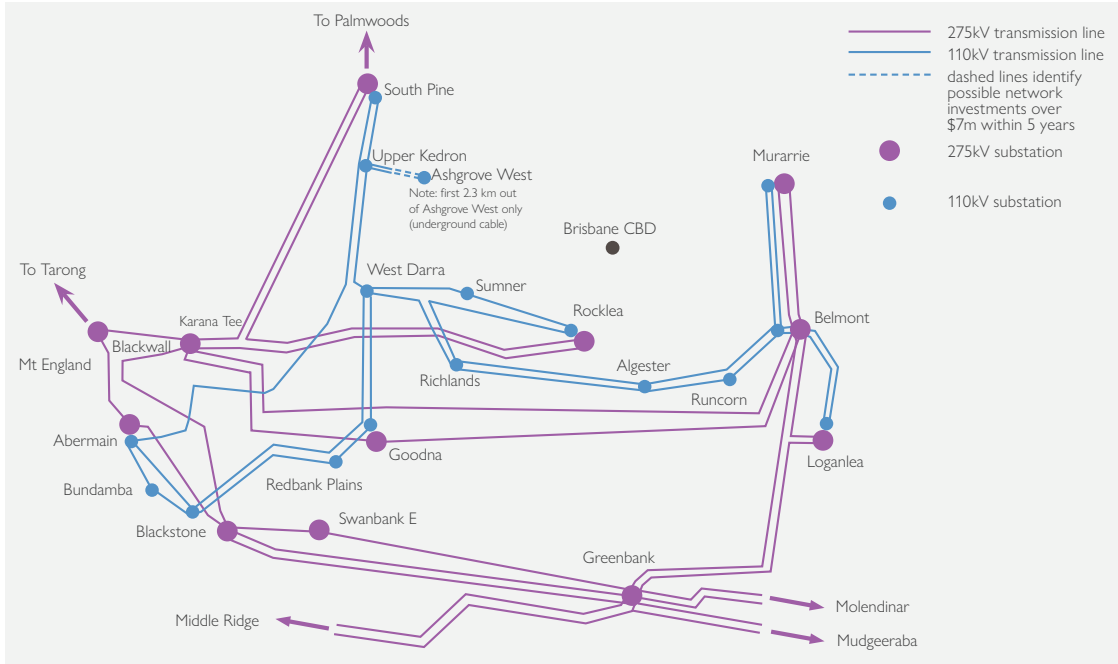 To Palmwoods
275kV transmission line
110kV transmission line
dashed lines identify
possible network
investments over
$7m within 5 years
275kV substation
110kV substation
South Pine
Upper Kedron
Ashgrove West
Note: first 2.3 km out
of Ashgrove West only
(underground cable)
Murarrie
Brisbane CBD
To Tarong
West Darra
Sumner
Rocklea
Karana Tee
Blackwall
Mt England
Belmont
Richlands
Algester
Runcorn
Abermain
Goodna
Loganlea
Bundamba
Redbank Plains
Blackstone
Swanbank E
Greenbank
Middle Ridge
Molendinar
Mudgeeraba